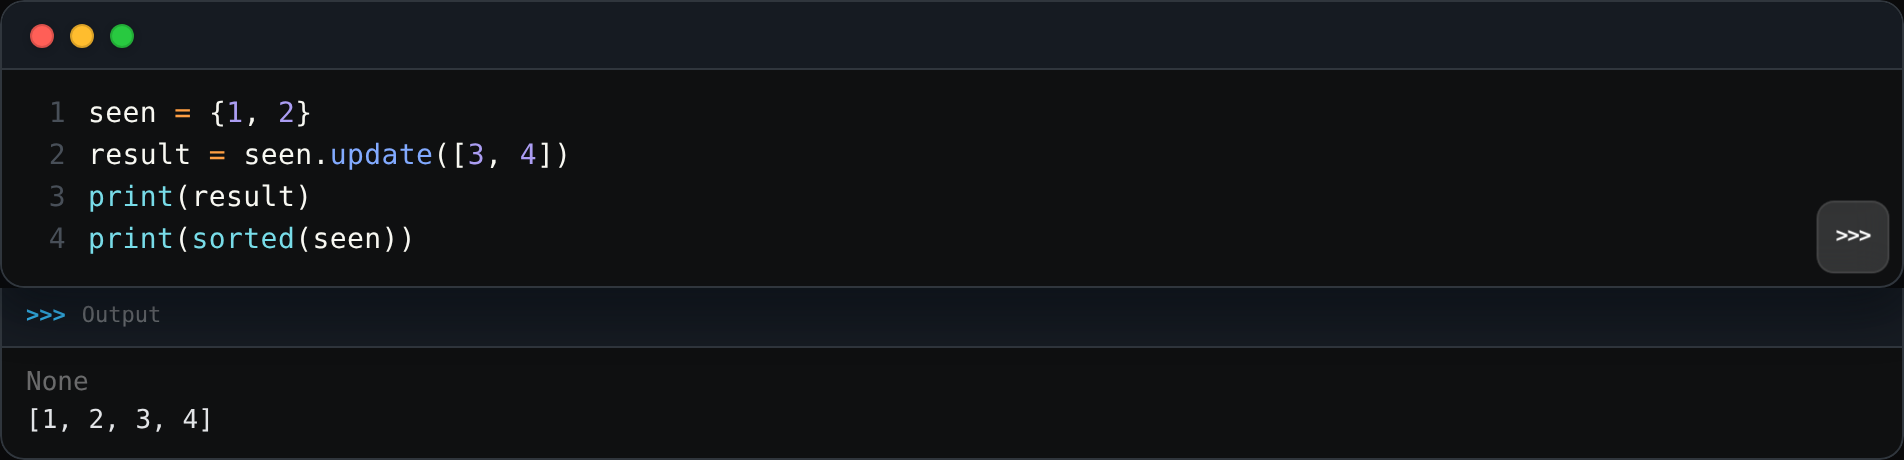 1 seen = {1, 2}
2 result = seen.update([3, 4])
3 print(result)
4 print(sorted(seen))
>>>
>>> Output
None
[1, 2, 3, 4]